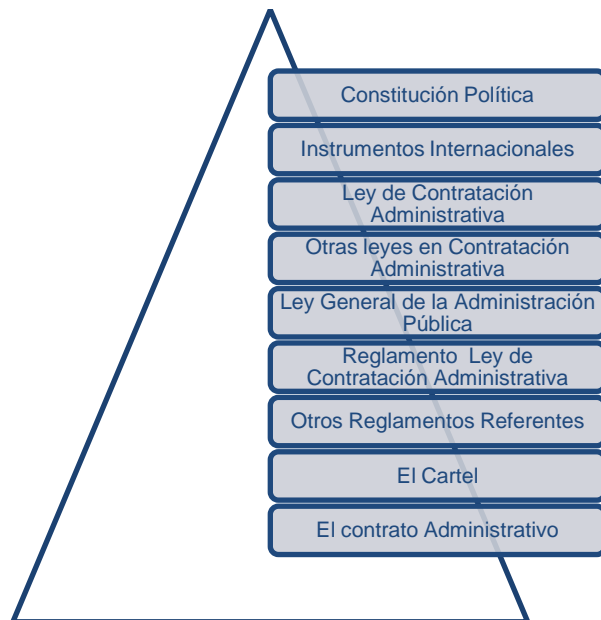 Constitución Política
Instrumentos Internacionales
Ley de Contratación
Administrativa
Otras leyes en Contratación
Administrativa
Ley General de la Administración
Pública
Reglamento Ley de
Contratación Administrativa
Otros Reglamentos Referentes
El Cartel
El contrato Administrativo